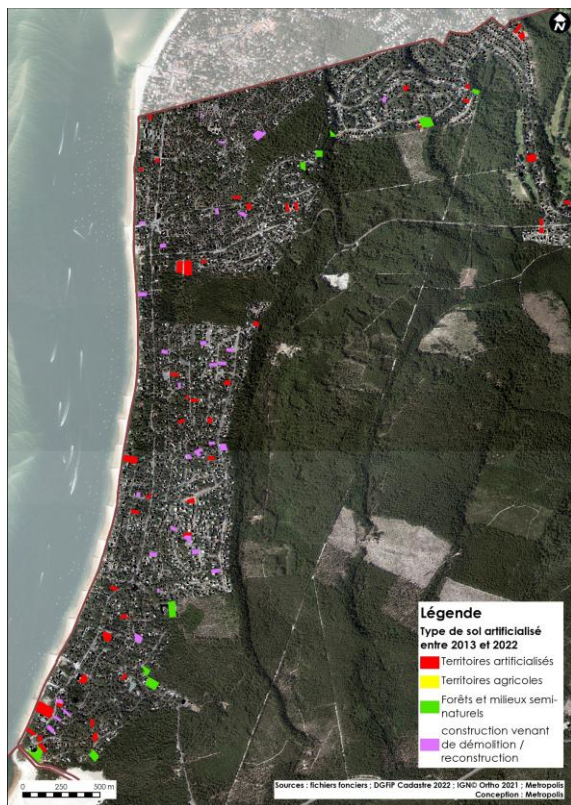 N
Légende
Type de sol artificialisé
entre 2013 et 2022
Territoires artificialisés
Territoires agricoles
Forêts et milieux semi-
naturels
construction venant
de démolition /
reconstruction
0 250 500 m
Sources : fichiers fonciers ; DGFiP Cadastre 2022 ; IGN© Ortho 2021 ; Metropolis
Conception : Metropolis